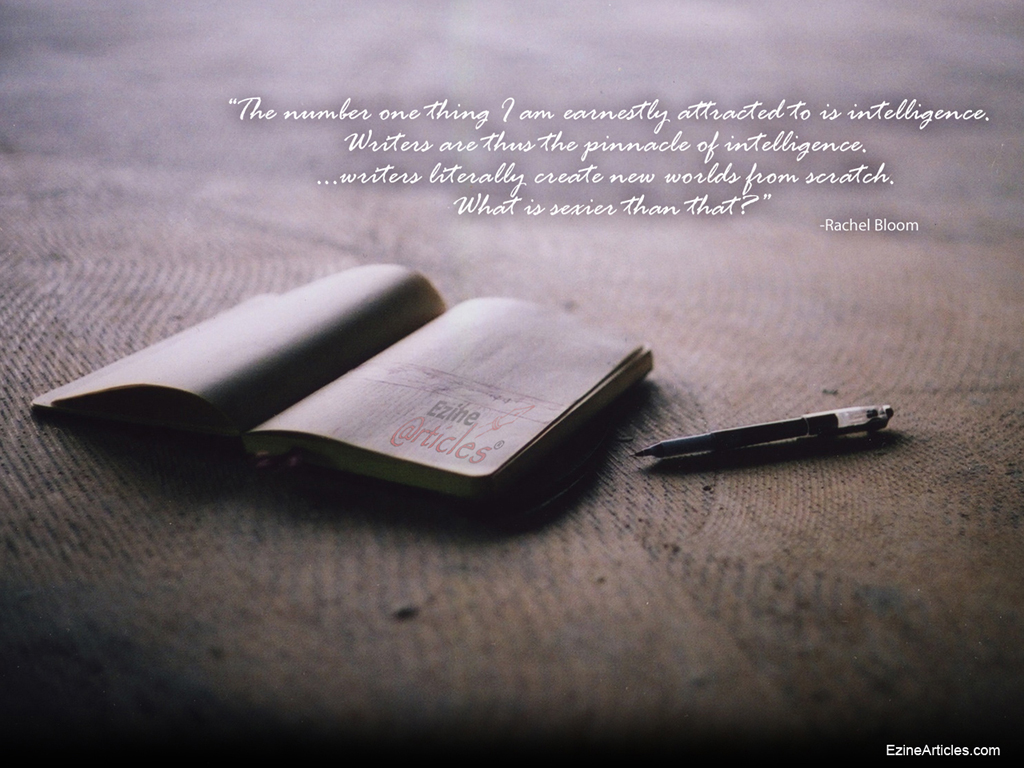 “The number one thing I am earnestly attracted to is intelligence.
Writers are thus the pinnacle of intelligence.
...writers literally create new worlds from scratch.
What is sexier than that?”
-Rachel Bloom
Ezine
@rticles®
EzineArticles.com